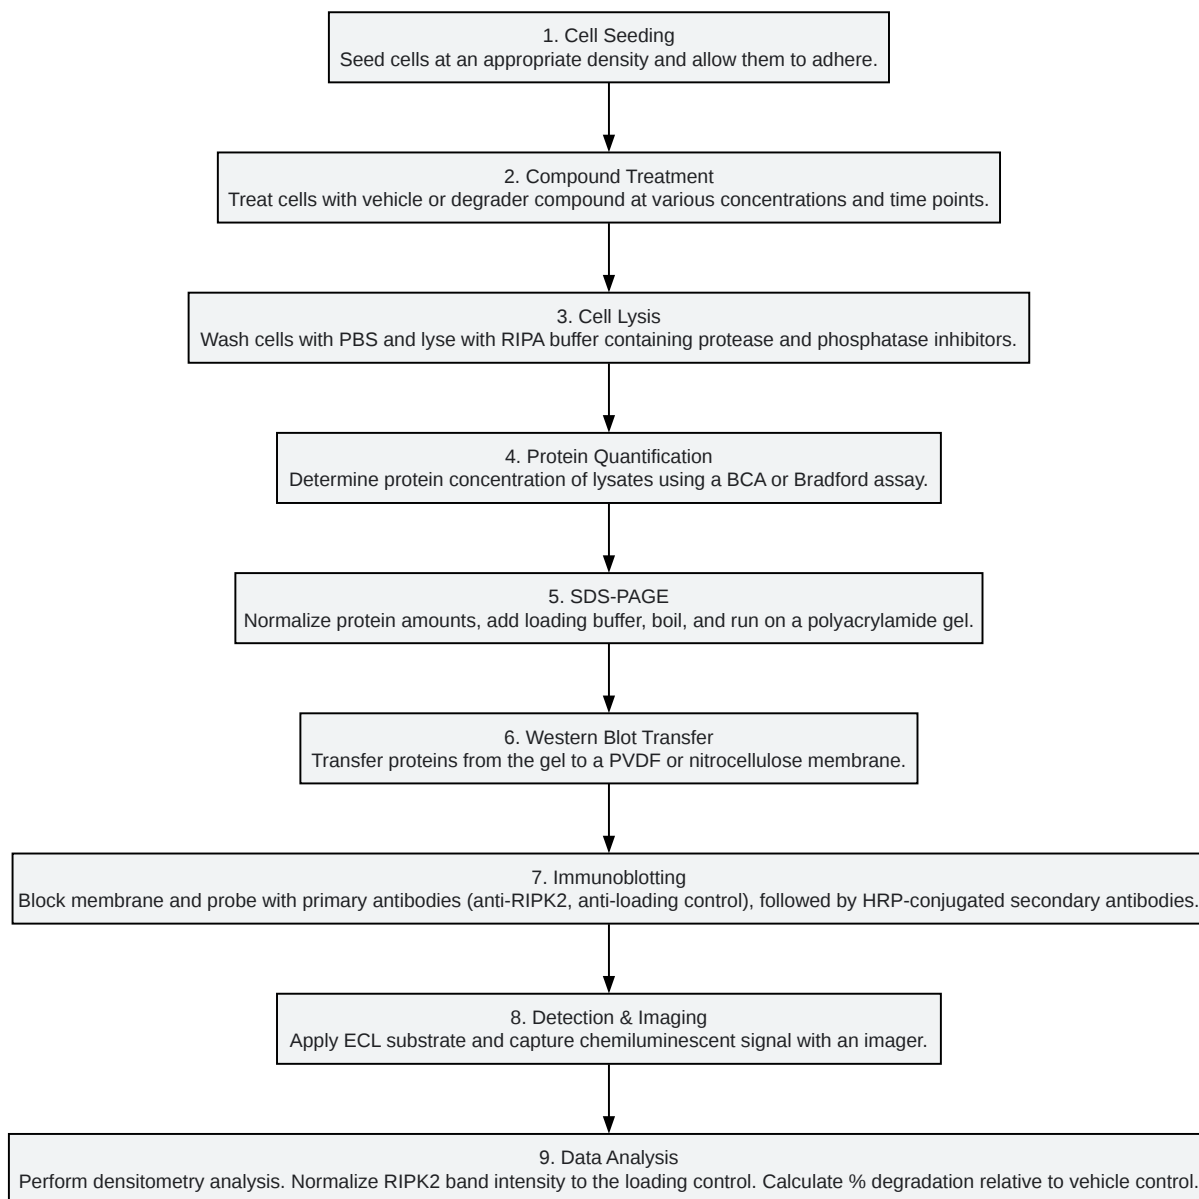 1. Cell Seeding
Seed cells at an appropriate density and allow them to adhere.
2. Compound Treatment
Treat cells with vehicle or degrader compound at various concentrations and time points.
3. Cell Lysis
Wash cells with PBS and lyse with RIPA buffer containing protease and phosphatase inhibitors.
4. Protein Quantification
Determine protein concentration of lysates using a BCA or Bradford assay.
5. SDS-PAGE
Normalize protein amounts, add loading buffer, boil, and run on a polyacrylamide gel.
6. Western Blot Transfer
Transfer proteins from the gel to a PVDF or nitrocellulose membrane.
7. Immunoblotting
Block membrane and probe with primary antibodies (anti-RIPK2, anti-loading control), followed by HRP-conjugated secondary antibodies.
8. Detection & Imaging
Apply ECL substrate and capture chemiluminescent signal with an imager.
9. Data Analysis
Perform densitometry analysis. Normalize RIPK2 band intensity to the loading control. Calculate % degradation relative to vehicle control.